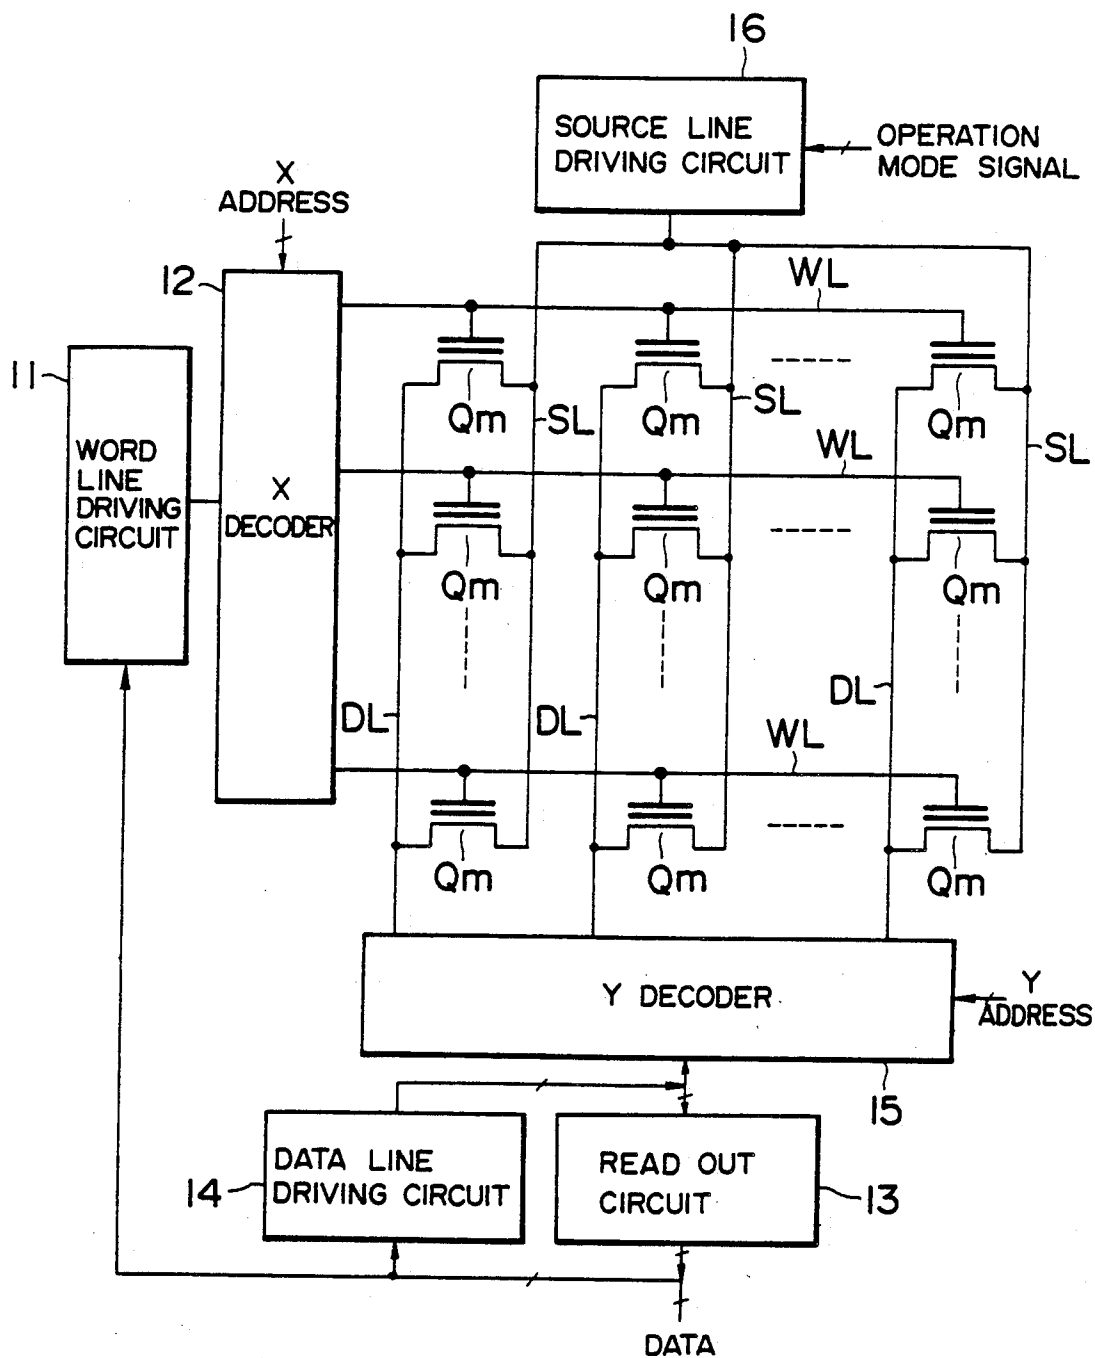 16
SOURCE LINE
DRIVING CIRCUIT
OPERATION
MODE SIGNAL
X
ADDRESS
12
WL
11
Qm
SL
Qm
SL
Qm
SL
WORD
LINE
DRIVING
CIRCUIT
X
DECODER
WL
Qm
Qm
Qm
DL
DL
DL
WL
Qm
Qm
Qm
Y DECODER
Y
ADDRESS
15
DATA LINE
DRIVING CIRCUIT
14
READ OUT
CIRCUIT
13
DATA